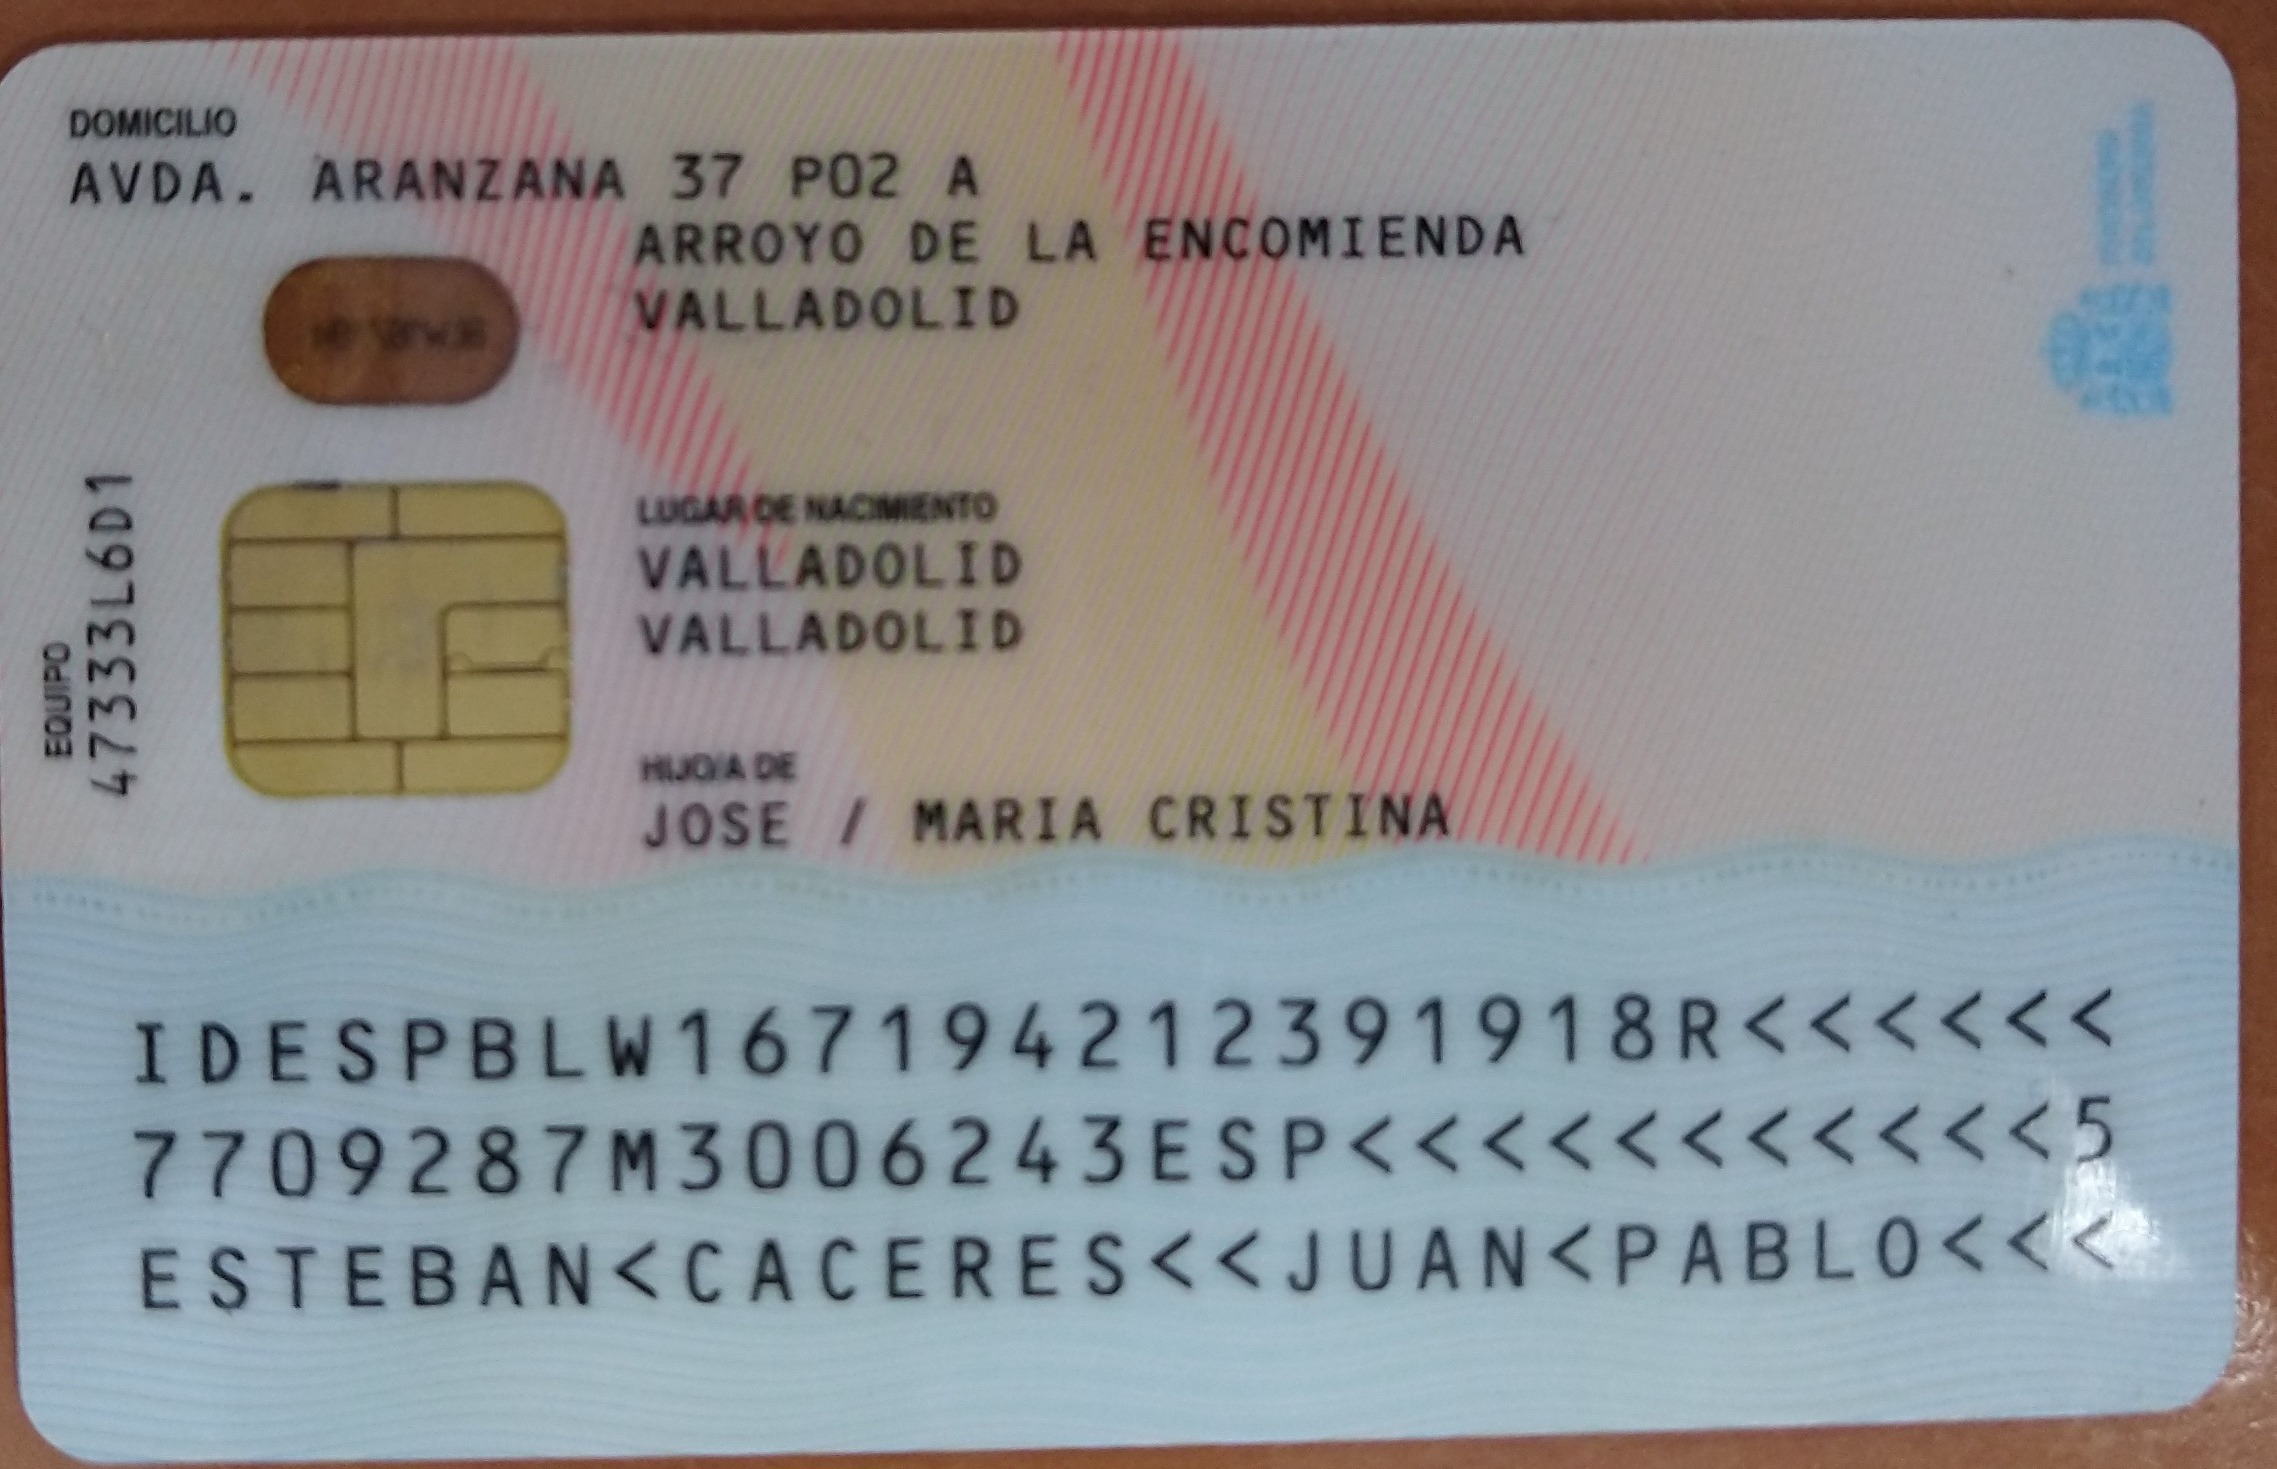 DOMICILIO
AVDA. ARANZANA 37 P02 A
ARROYO DE LA ENCOMIENDA
VALLADOLID
EQUIPO
47333L6D1
LUGAR DE NACIMIENTO
VALLADOLID
VALLADOLID
HIJO/A DE
JOSE / MARIA CRISTINA
IDESPBLW167194212391918R<<<<<<
7709287M3006243ESP<<<<<<<<<<<5
ESTEBAN<CACERES<<JUAN<PABLO<<<